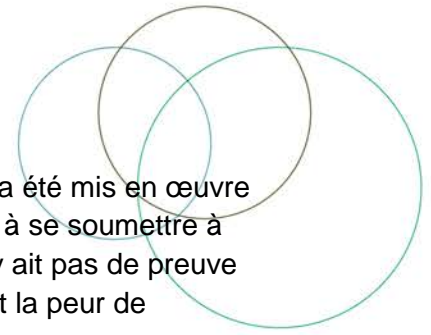 a été mis en œuvre
à se soumettre à
y ait pas de preuve
t la peur de